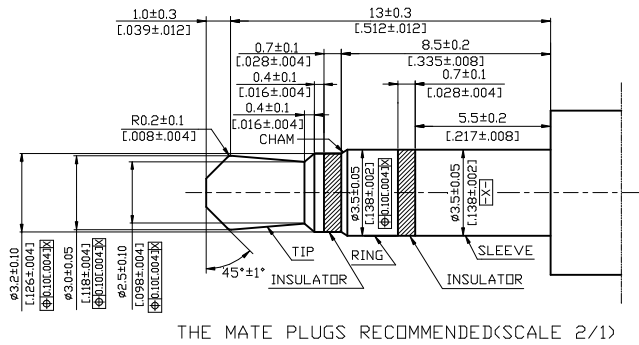 1.0±0.3
[.039±.012]
13±0.3
[.512±.012]
0.7±0.1
[.028±.004]
8.5±0.2
[.335±.008]
0.4±0.1
[.016±.004]
0.7±0.1
[.028±.004]
0.4±0.1
[.016±.004]
R0.2±0.1
[.008±.004]
CHAM
5.5±0.2
[.217±.008]
ø3.2±0.10
[.126±.004]
⌖0.10[.004]X
ø3.0±0.05
[.118±.004]
⌖0.10[.004]X
ø2.5±0.10
[.098±.004]
⌖0.10[.004]X
ø3.5±0.05
[.138±.002]
⌖0.10[.004]X
ø3.5±0.05
[.138±.002]
-X-
45°±1°
TIP
INSULATOR
RING
SLEEVE
INSULATOR
THE MATE PLUGS RECOMMENDED(SCALE 2/1)